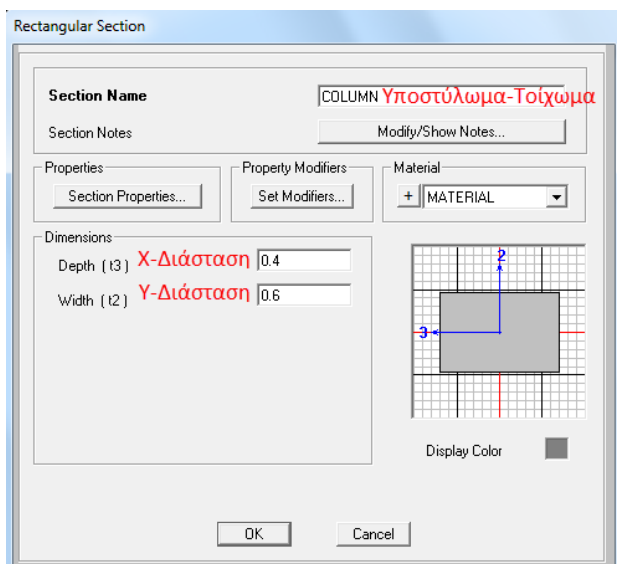 Rectangular Section
Section Name COLUMN Υποστύλωμα-Τοίχωμα
Section Notes Modify/Show Notes...
Properties Property Modifiers Material
Section Properties... Set Modifiers... + MATERIAL
Dimensions
Depth ( t3 ) Χ-Διάσταση 0.4
Width ( t2 ) Υ-Διάσταση 0.6
2
3
Display Color
OK Cancel